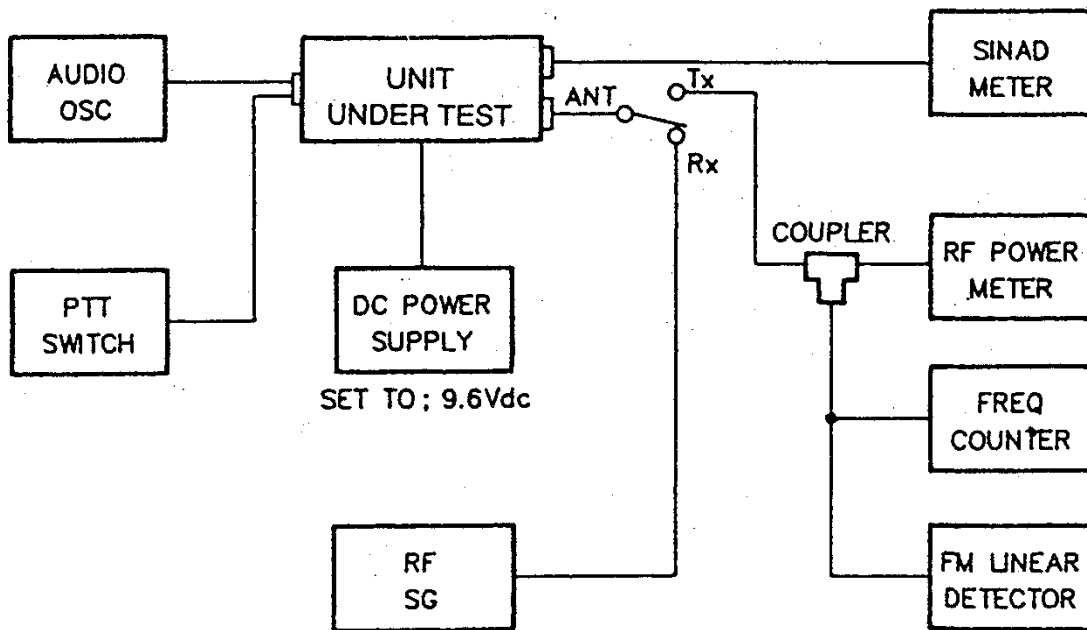 AUDIO
OSC
UNIT
UNDER TEST
SINAD
METER
ANT
Tx
Rx
COUPLER
RF POWER
METER
PTT
SWITCH
DC POWER
SUPPLY
SET TO; 9.6Vdc
FREQ
COUNTER
RF
SG
FM LINEAR
DETECTOR